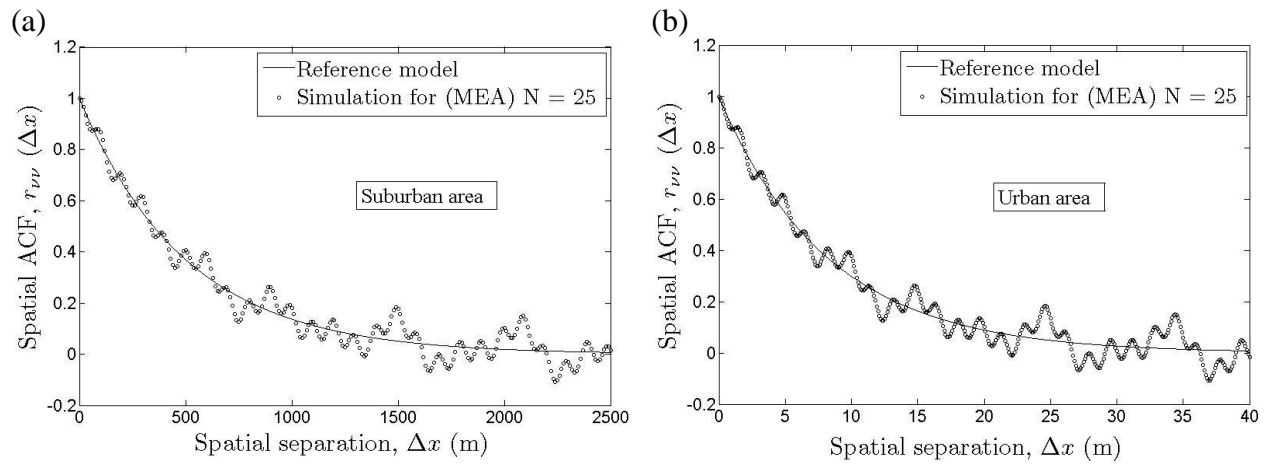 (a)
1.2
1
0.8
0.6
0.4
0.2
0
-0.2
Spatial ACF, r_νν (Δx)
Reference model
Simulation for (MEA) N = 25
Suburban area
0 500 1000 1500 2000 2500
Spatial separation, Δx (m)
(b)
1.2
1
0.8
0.6
0.4
0.2
0
-0.2
Spatial ACF, r_νν (Δx)
Reference model
Simulation for (MEA) N = 25
Urban area
0 5 10 15 20 25 30 35 40
Spatial separation, Δx (m)